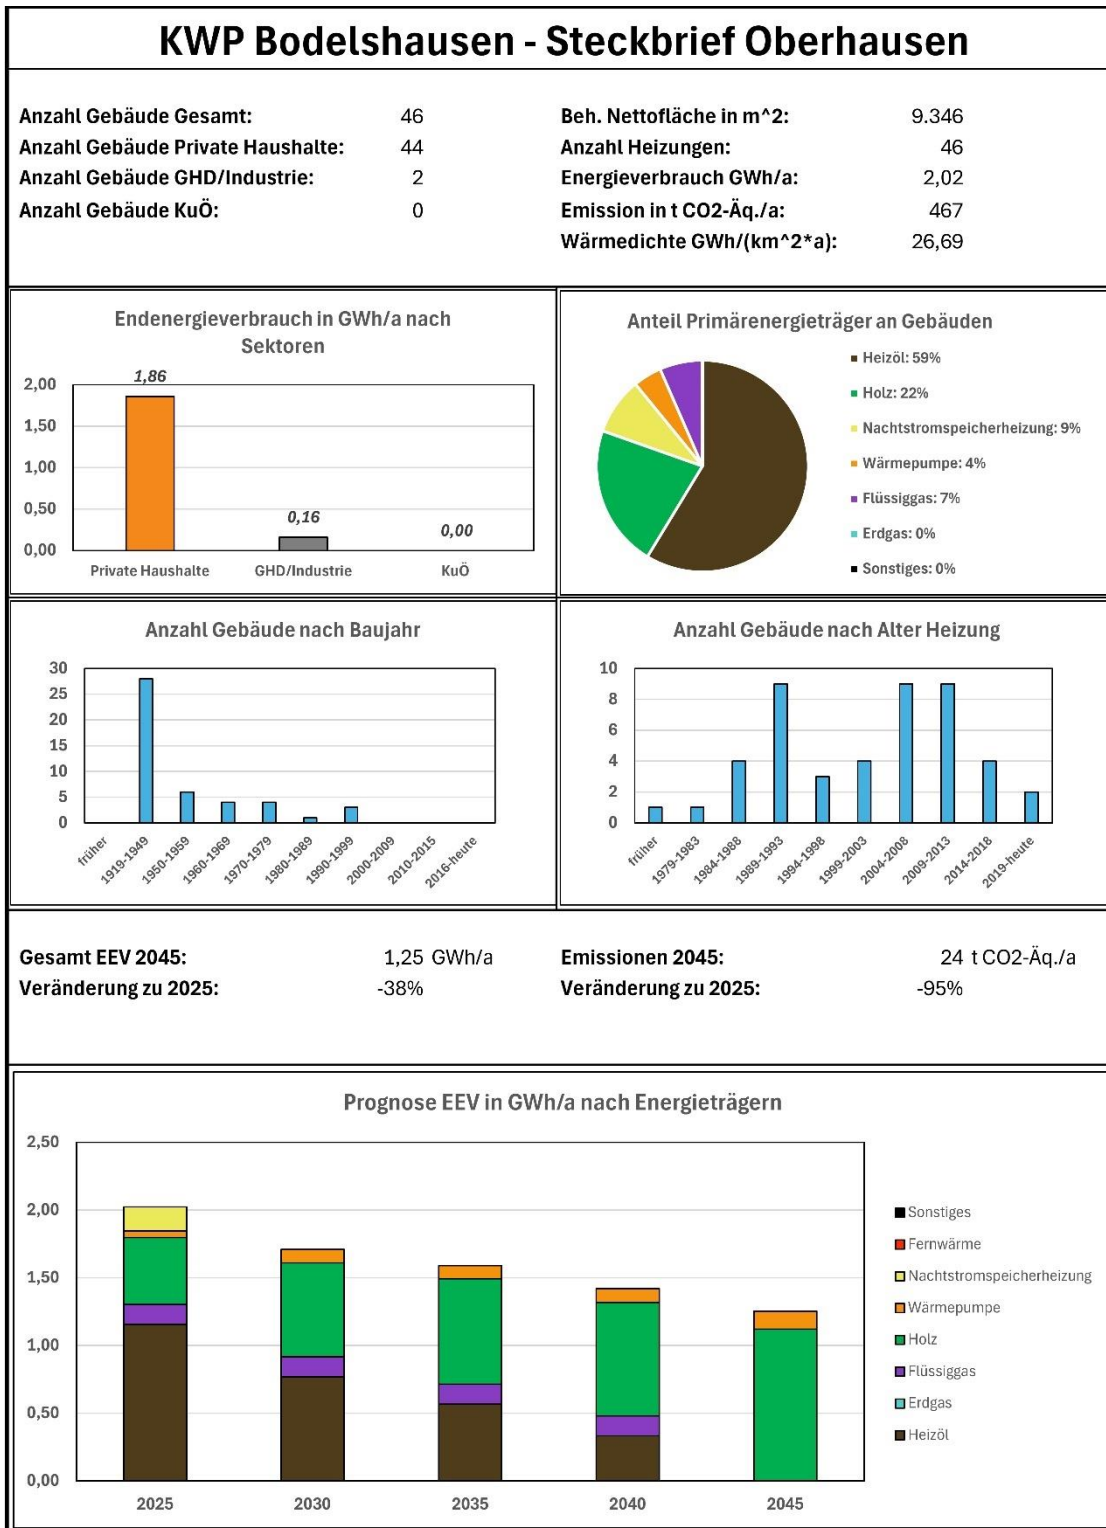 KWP Bodelshausen - Steckbrief Oberhausen
Anzahl Gebäude Gesamt: 46
Anzahl Gebäude Private Haushalte: 44
Anzahl Gebäude GHD/Industrie: 2
Anzahl Gebäude KuÖ: 0
Beh. Nettofläche in m^2: 9.346
Anzahl Heizungen: 46
Energieverbrauch GWh/a: 2,02
Emission in t CO2-Äq./a: 467
Wärmedichte GWh/(km^2*a): 26,69
Endenergieverbrauch in GWh/a nach
Sektoren
1,86
0,16
0,00
2,00
1,50
1,00
0,50
0,00
Private Haushalte GHD/Industrie KuÖ
Anteil Primärenergieträger an Gebäuden
Heizöl: 59%
Holz: 22%
Nachtstromspeicherheizung: 9%
Wärmepumpe: 4%
Flüssiggas: 7%
Erdgas: 0%
Sonstiges: 0%
Anzahl Gebäude nach Baujahr
30
25
20
15
10
5
0
früher
1919-1949
1950-1959
1960-1969
1970-1979
1980-1989
1990-1999
2000-2009
2010-2015
2016-heute
Anzahl Gebäude nach Alter Heizung
10
8
6
4
2
0
früher
1979-1983
1984-1988
1989-1993
1994-1998
1999-2003
2004-2008
2009-2013
2014-2018
2019-heute
Gesamt EEV 2045: 1,25 GWh/a
Veränderung zu 2025: -38%
Emissionen 2045: 24 t CO2-Äq./a
Veränderung zu 2025: -95%
Prognose EEV in GWh/a nach Energieträgern
2,50
2,00
1,50
1,00
0,50
0,00
2025 2030 2035 2040 2045
Sonstiges
Fernwärme
Nachtstromspeicherheizung
Wärmepumpe
Holz
Flüssiggas
Erdgas
Heizöl